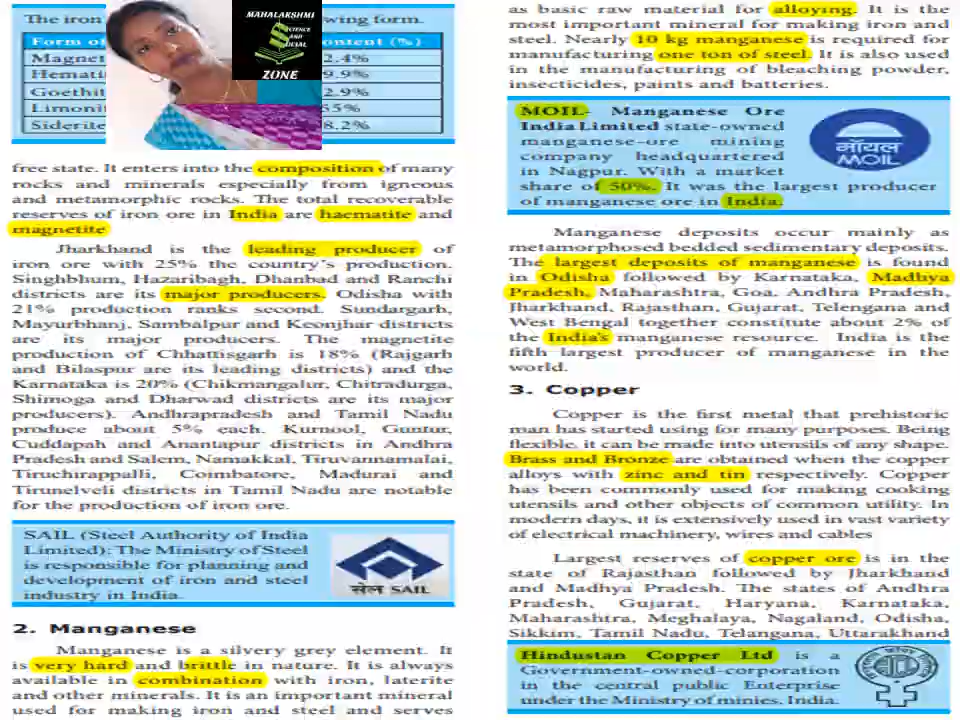 The iron
wing form.
Form of
ontent (%)
Magnet
2.4%
Hematit
9.9%
Goethit
2.9%
Limonit
55%
Siderite
8.2%
MAHALAKSHMI
SCIENCE
AND
SOCIAL
ZONE
free state. It enters into the composition of many
rocks and minerals especially from igneous
and metamorphic rocks. The total recoverable
reserves of iron ore in India are haematite and
magnetite
Jharkhand is the leading producer of
iron ore with 25% the country's production.
Singhbhum, Hazaribagh, Dhanbad and Ranchi
districts are its major producers. Odisha with
21% production ranks second. Sundargarh,
Mayurbhanj, Sambalpur and Keonjhar districts
are its major producers. The magnetite
production of Chhattisgarh is 18% (Rajgarh
and Bilaspur are its leading districts) and the
Karnataka is 20% (Chikmangalur, Chitradurga,
Shimoga and Dharwad districts are its major
producers). Andhrapradesh and Tamil Nadu
produce about 5% each. Kurnool, Guntur,
Cuddapah and Anantapur districts in Andhra
Pradesh and Salem, Namakkal, Tiruvannamalai,
Tiruchirappalli, Coimbatore, Madurai and
Tirunelveli districts in Tamil Nadu are notable
for the production of iron ore.
SAIL (Steel Authority of India
Limited): The Ministry of Steel
is responsible for planning and
development of iron and steel
industry in India.
सेल SAIL
2. Manganese
Manganese is a silvery grey element. It
is very hard and brittle in nature. It is always
available in combination with iron, laterite
and other minerals. It is an important mineral
used for making iron and steel and serves
as basic raw material for alloying. It is the
most important mineral for making iron and
steel. Nearly 10 kg manganese is required for
manufacturing one ton of steel. It is also used
in the manufacturing of bleaching powder,
insecticides, paints and batteries.
MOIL- Manganese Ore
India Limited state-owned
manganese-ore mining
company headquartered
in Nagpur. With a market
share of 50%. It was the largest producer
of manganese ore in India.
मॉयल
MOIL
Manganese deposits occur mainly as
metamorphosed bedded sedimentary deposits.
The largest deposits of manganese is found
in Odisha followed by Karnataka, Madhya
Pradesh, Maharashtra, Goa. Andhra Pradesh,
Jharkhand, Rajasthan, Gujarat, Telengana and
West Bengal together constitute about 2% of
the India's manganese resource. India is the
fifth largest producer of manganese in the
world.
3. Copper
Copper is the first metal that prehistoric
man has started using for many purposes. Being
flexible, it can be made into utensils of any shape.
Brass and Bronze are obtained when the copper
alloys with zinc and tin respectively. Copper
has been commonly used for making cooking
utensils and other objects of common utility. In
modern days, it is extensively used in vast variety
of electrical machinery, wires and cables
Largest reserves of copper ore is in the
state of Rajasthan followed by Jharkhand
and Madhya Pradesh. The states of Andhra
Pradesh, Gujarat, Haryana, Karnataka,
Maharashtra, Meghalaya, Nagaland, Odisha,
Sikkim, Tamil Nadu, Telangana, Uttarakhand
Hindustan Copper Ltd is a
Government-owned-corporation
in the central public Enterprise
under the Ministry of minies, India.